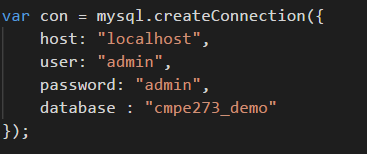 var con = mysql.createConnection({
    host: "localhost",
    user: "admin",
    password: "admin",
    database : "cmpe273_demo"
});